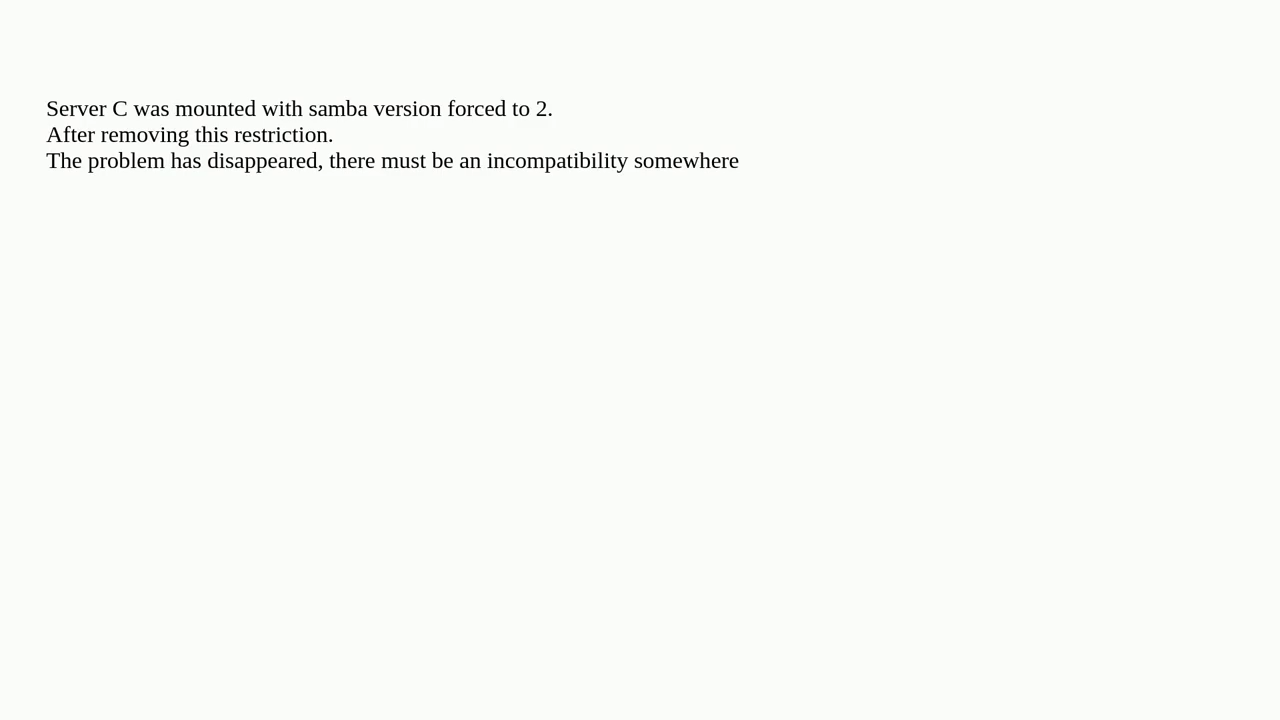 Server C was mounted with samba version forced to 2.
After removing this restriction.
The problem has disappeared, there must be an incompatibility somewhere